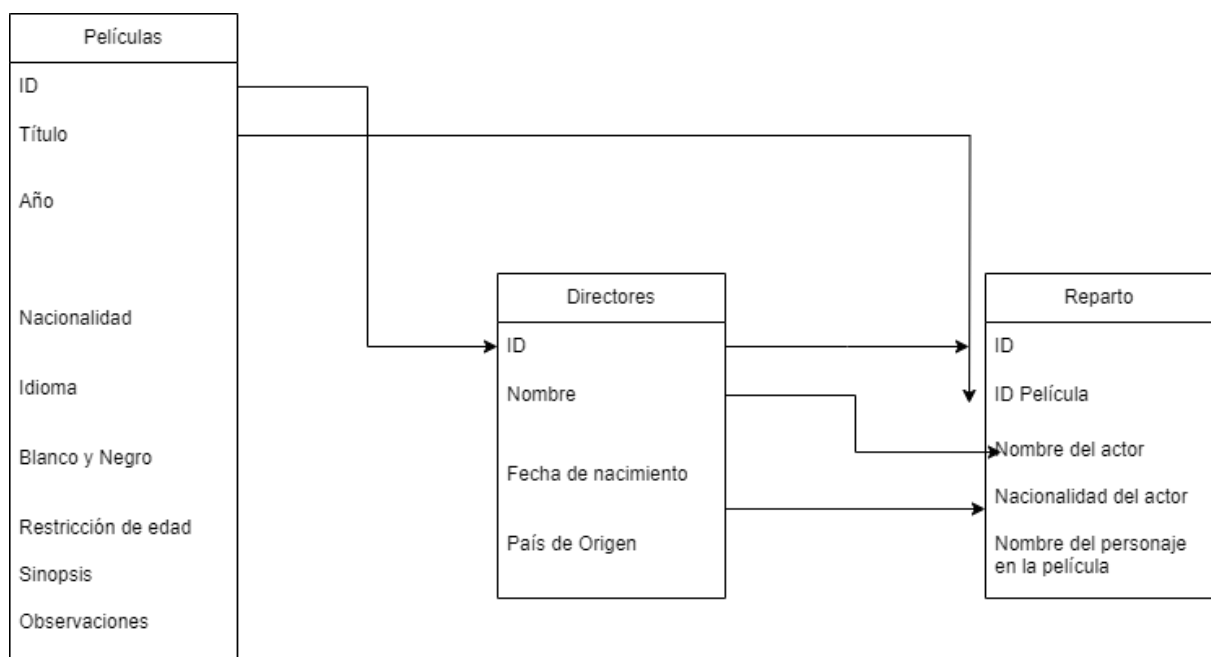 Películas
ID
Título
Año
Nacionalidad
Idioma
Blanco y Negro
Restricción de edad
Sinopsis
Observaciones
Directores
ID
Nombre
Fecha de nacimiento
País de Origen
Reparto
ID
ID Película
Nombre del actor
Nacionalidad del actor
Nombre del personaje
en la película